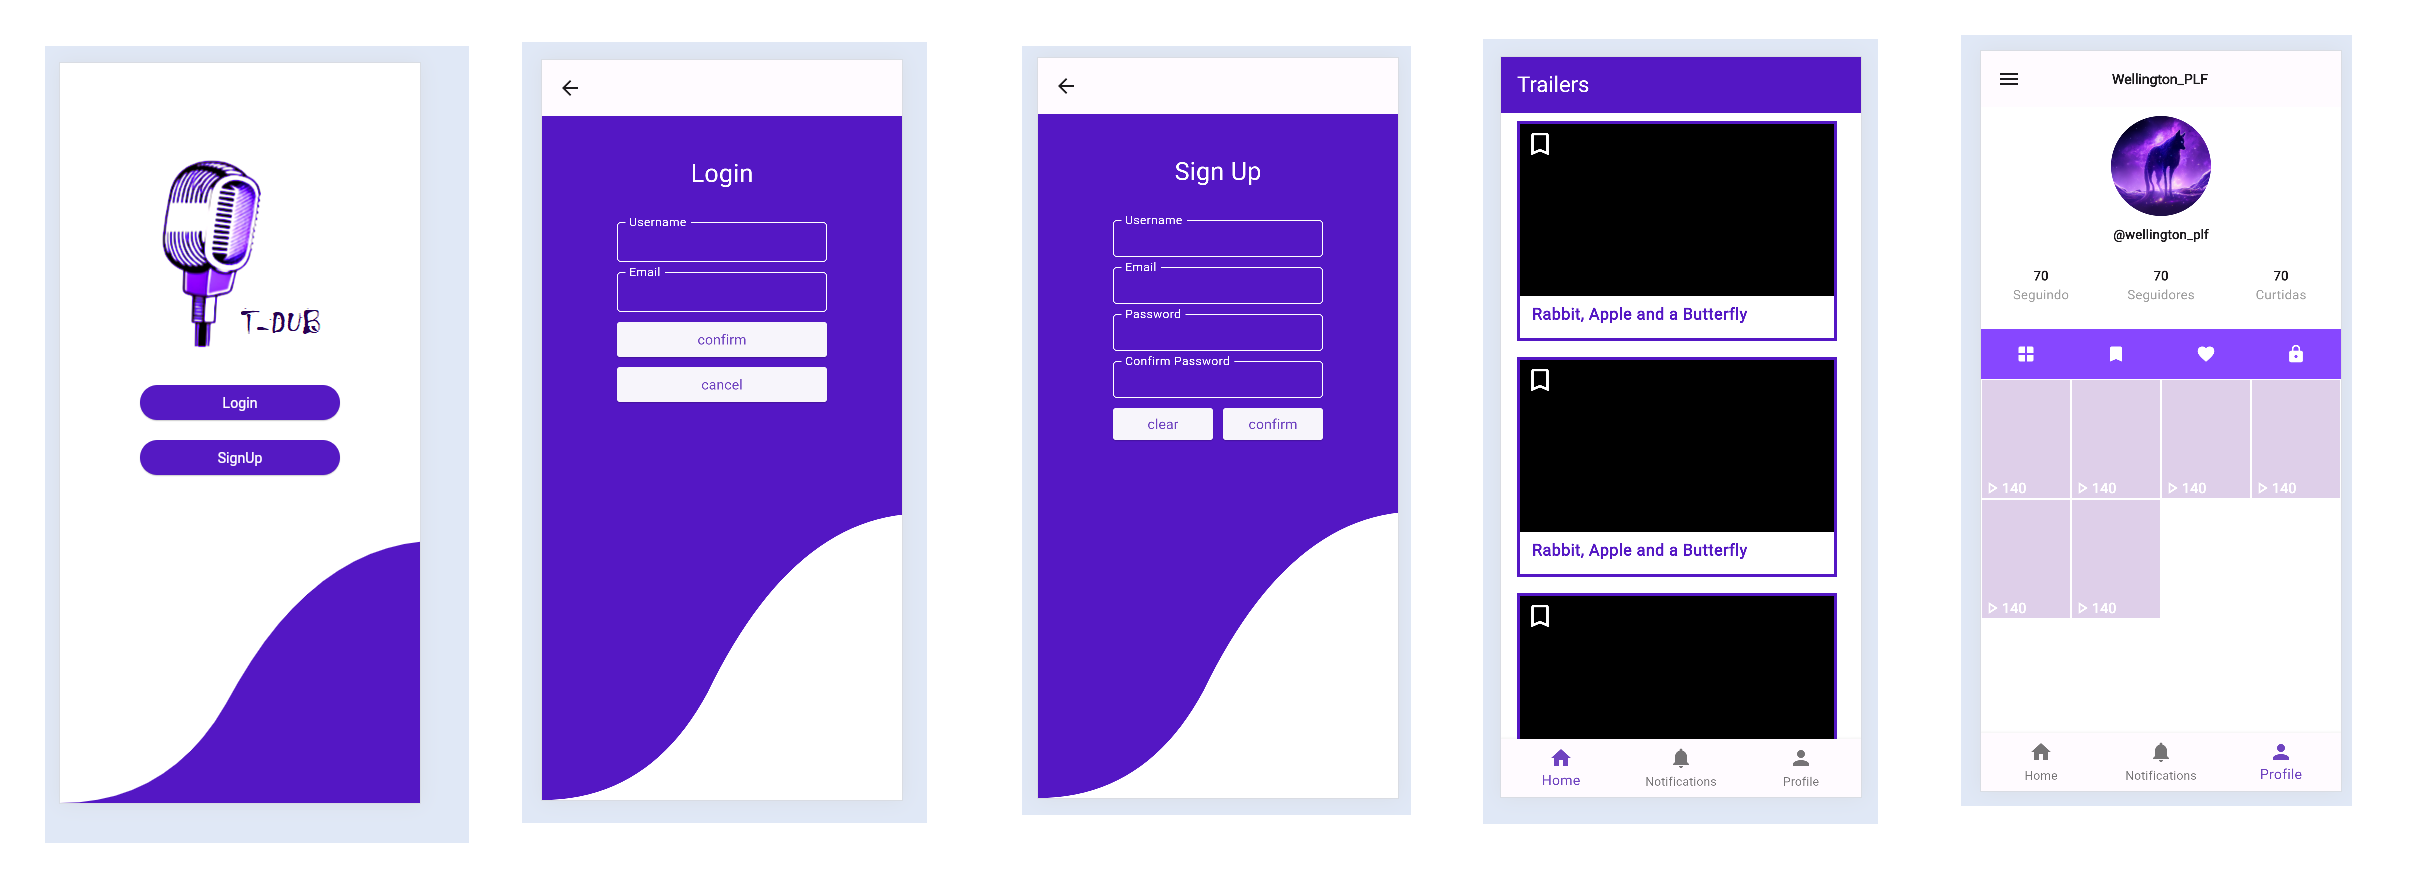 T-DUB
Login
SignUp
Login
Username
Email
confirm
cancel
Sign Up
Username
Email
Password
Confirm Password
clear confirm
Trailers
Rabbit, Apple and a Butterfly
Rabbit, Apple and a Butterfly
Home Notifications Profile
Wellington_PLF
@wellington_plf
70 70 70
Seguindo Seguidores Curtidas
140 140 140 140
140 140
Home Notifications Profile